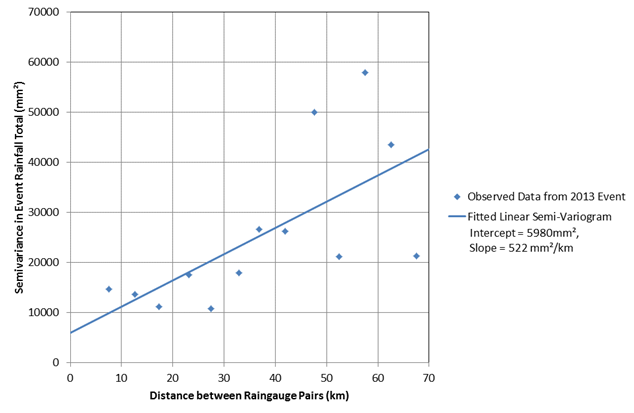 70000
60000
50000
40000
30000
20000
10000
0
Semivariance in Event Rainfall Total (mm²)
0 10 20 30 40 50 60 70
Distance between Raingauge Pairs (km)
Observed Data from 2013 Event
Fitted Linear Semi-Variogram
Intercept = 5980mm²,
Slope = 522 mm²/km